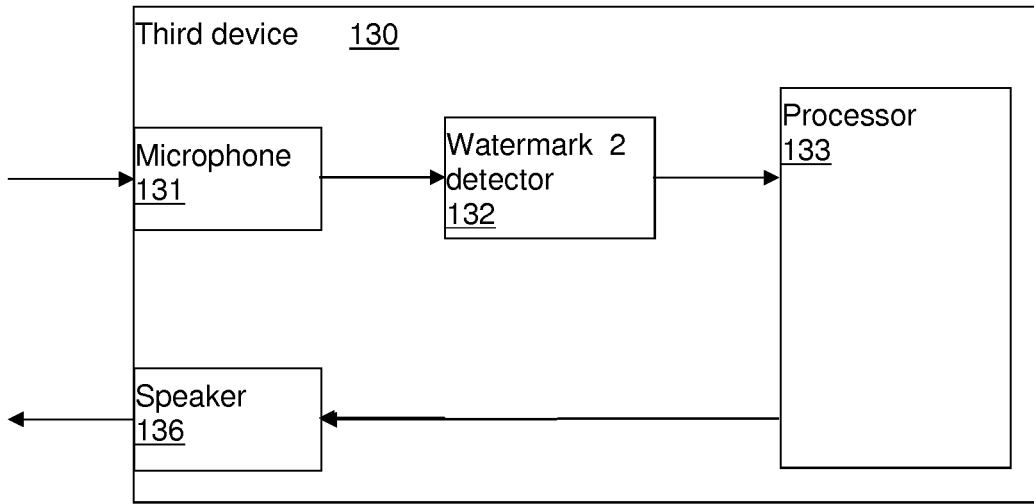 Third device 130
Microphone
131
Watermark 2
detector
132
Processor
133
Speaker
136